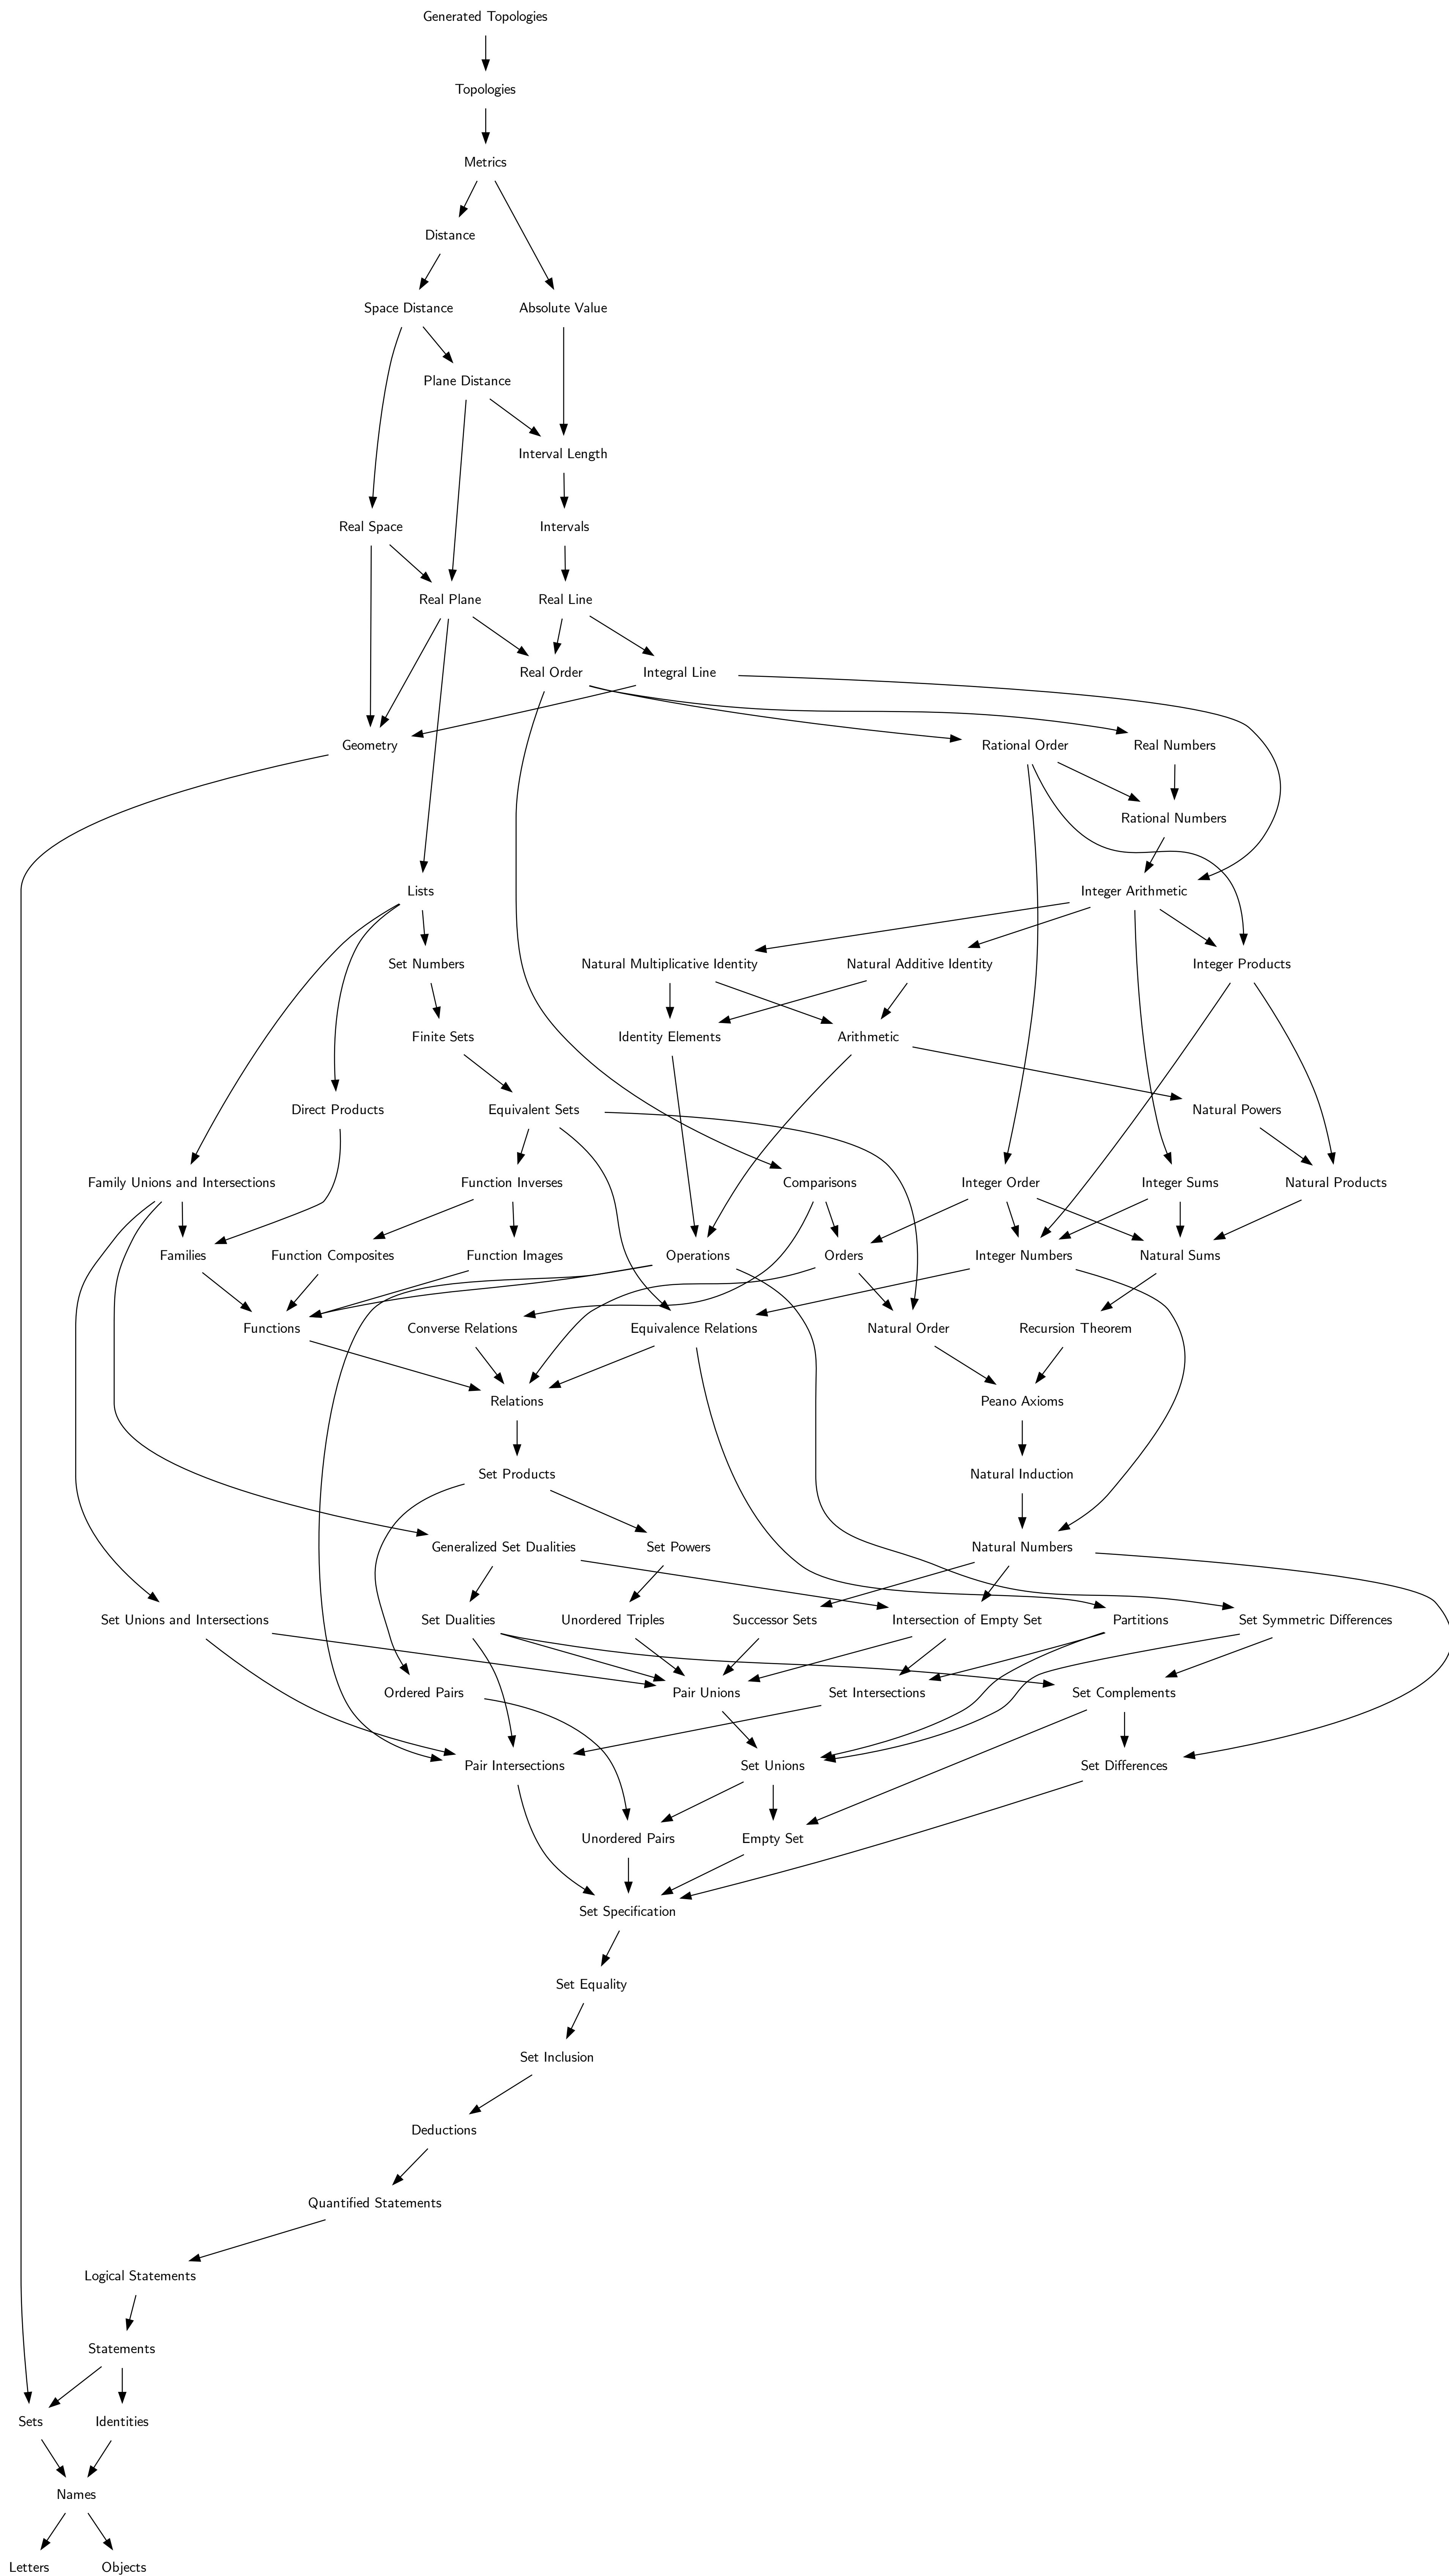 Generated Topologies
Topologies
Metrics
Distance
Space Distance
Absolute Value
Plane Distance
Interval Length
Real Space
Intervals
Real Plane
Real Line
Real Order
Integral Line
Geometry
Rational Order
Real Numbers
Rational Numbers
Lists
Integer Arithmetic
Set Numbers
Natural Multiplicative Identity
Natural Additive Identity
Integer Products
Finite Sets
Identity Elements
Arithmetic
Direct Products
Equivalent Sets
Natural Powers
Family Unions and Intersections
Function Inverses
Comparisons
Integer Order
Integer Sums
Natural Products
Families
Function Composites
Function Images
Operations
Orders
Integer Numbers
Natural Sums
Functions
Converse Relations
Equivalence Relations
Natural Order
Recursion Theorem
Relations
Peano Axioms
Set Products
Natural Induction
Generalized Set Dualities
Set Powers
Natural Numbers
Set Unions and Intersections
Set Dualities
Unordered Triples
Successor Sets
Intersection of Empty Set
Partitions
Set Symmetric Differences
Ordered Pairs
Pair Unions
Set Intersections
Set Complements
Pair Intersections
Set Unions
Set Differences
Unordered Pairs
Empty Set
Set Specification
Set Equality
Set Inclusion
Deductions
Quantified Statements
Logical Statements
Statements
Sets
Identities
Names
Letters
Objects